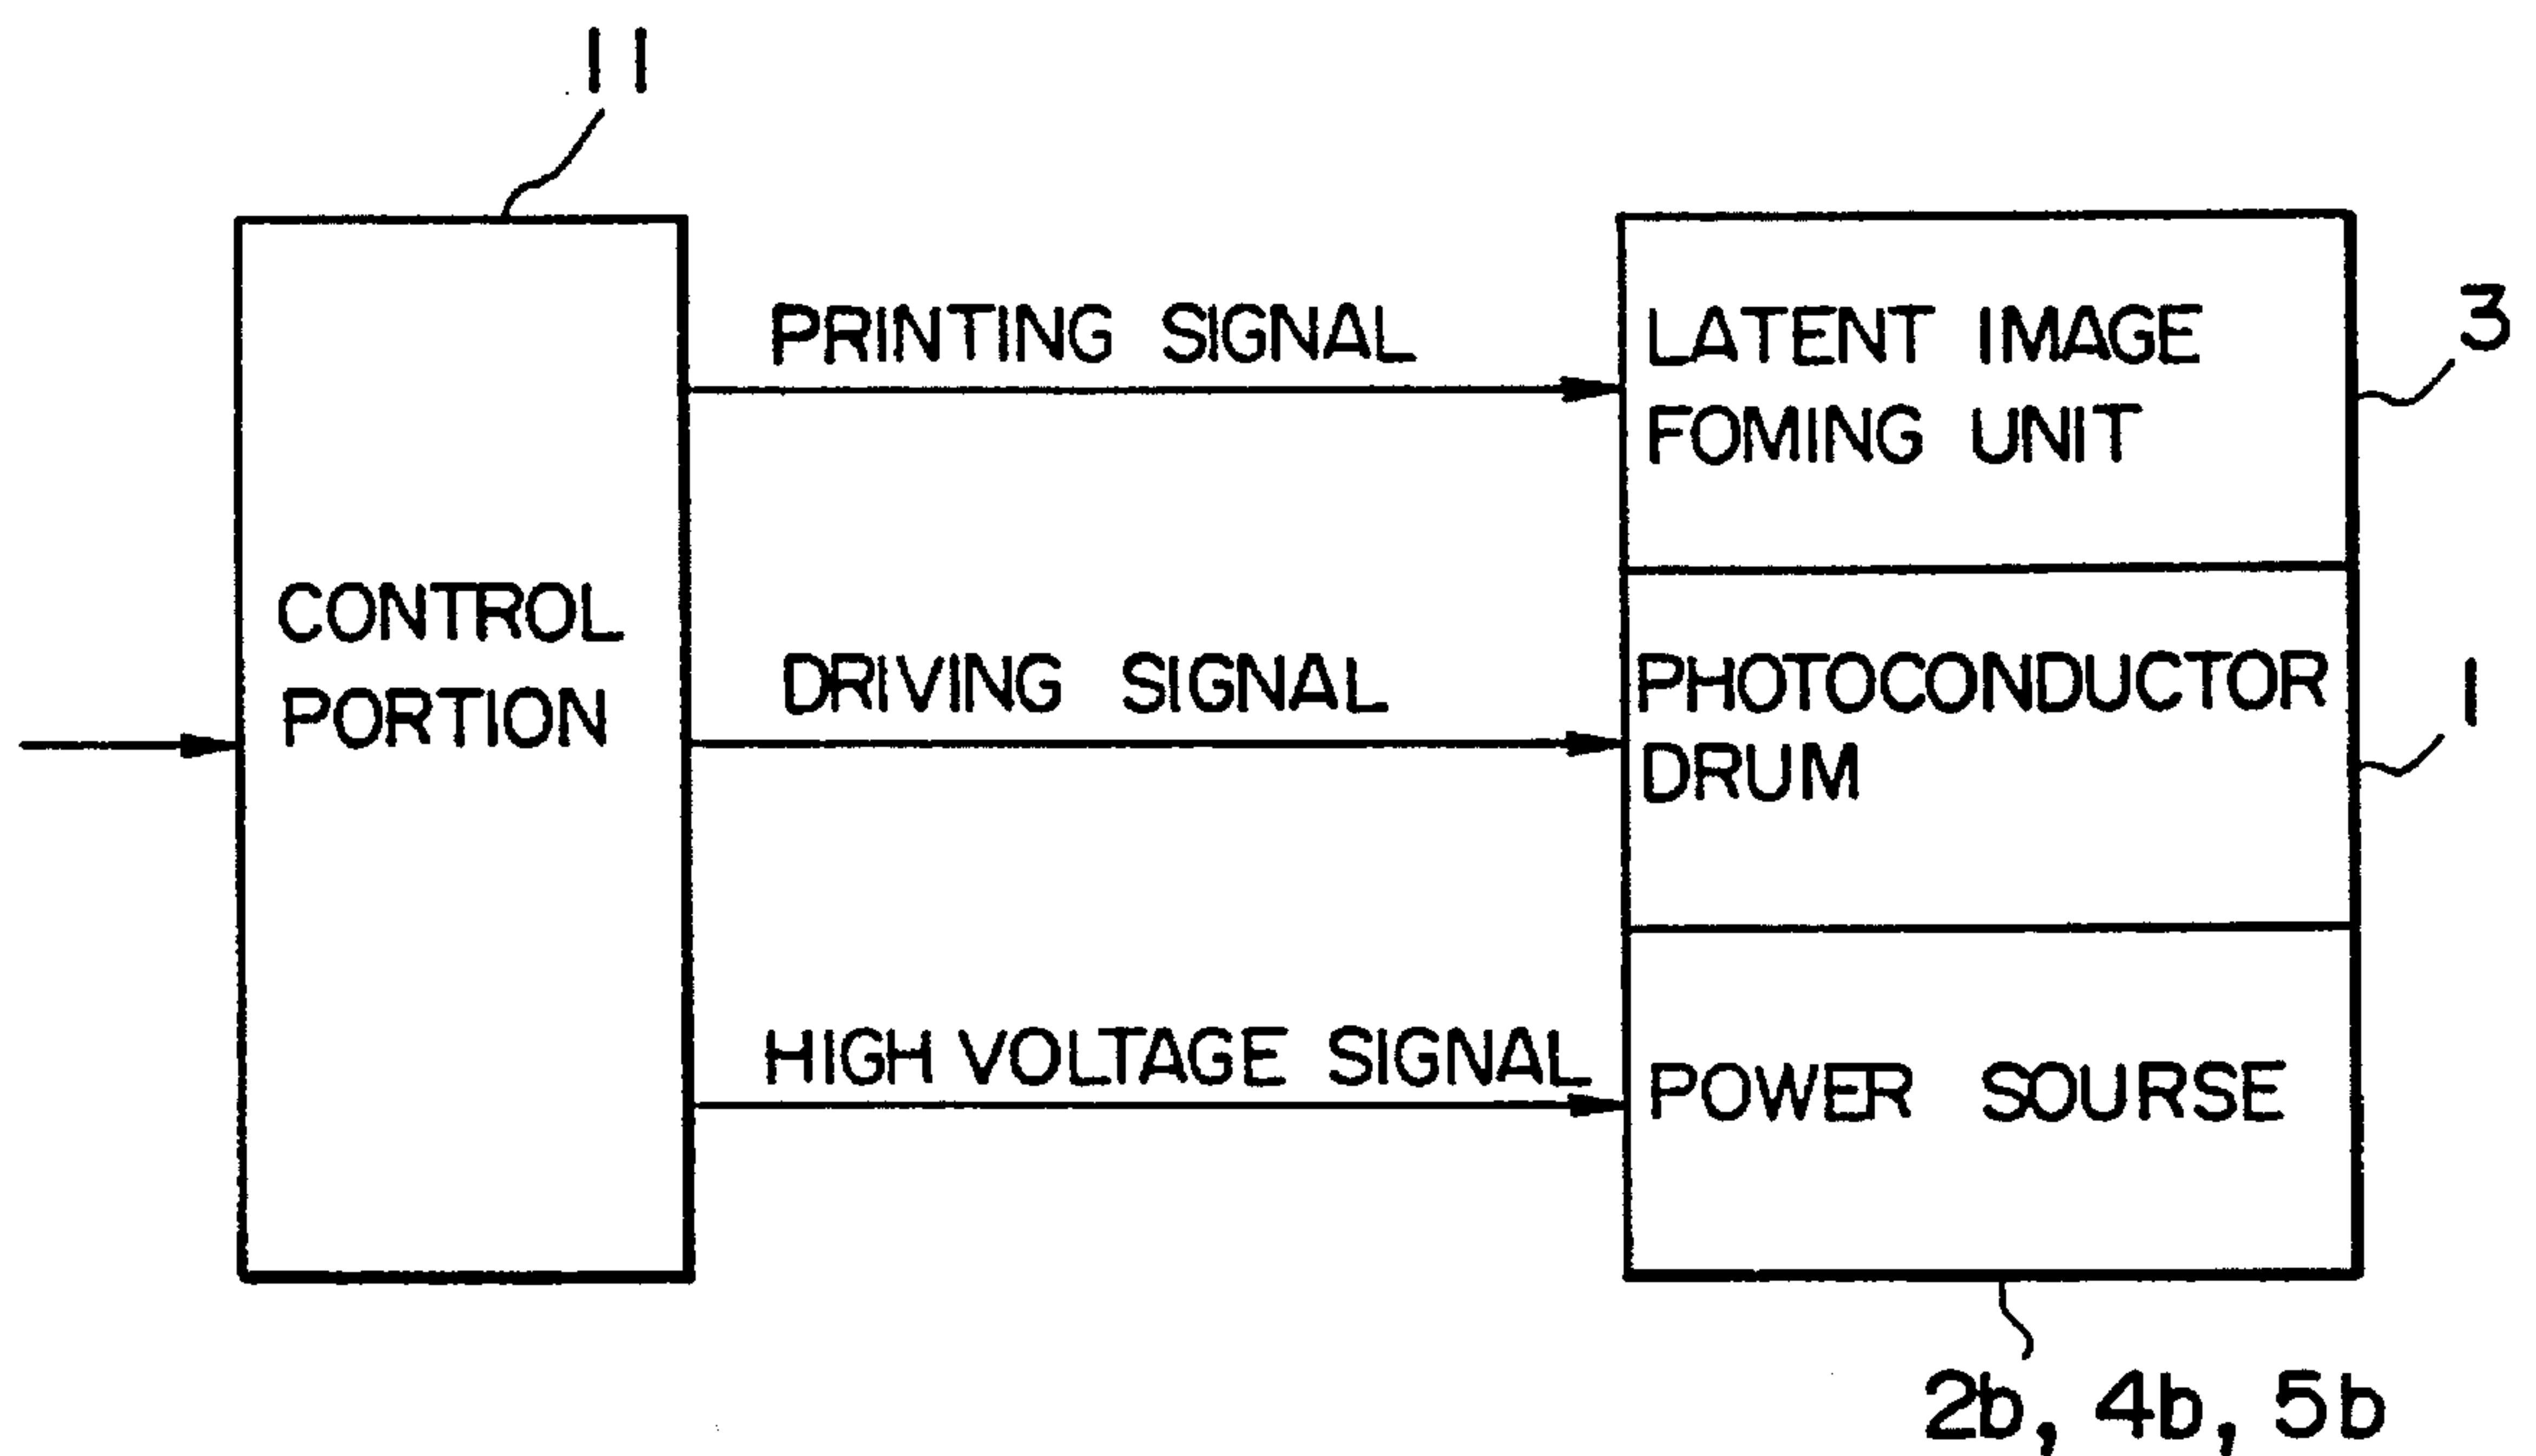 11
CONTROL
PORTION
PRINTING SIGNAL
DRIVING SIGNAL
HIGH VOLTAGE SIGNAL
LATENT IMAGE
FOMING UNIT
3
PHOTOCONDUCTOR
DRUM
1
POWER SOURSE
2b, 4b, 5b